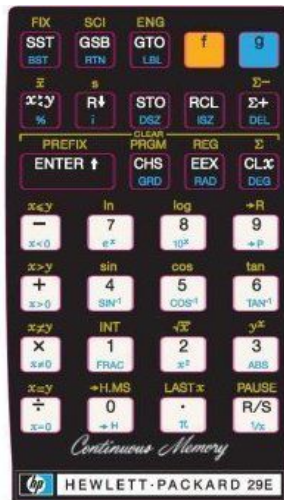 FIX SCI ENG
SST GSB GTO f g
BST RTN LBL
x̄ s Σ−
x⇄y R↓ STO RCL Σ+
% i DSZ ISZ DEL
CLEAR
PREFIX PRGM REG Σ
ENTER ↑ CHS EEX CLx
GRD RAD DEG
x≤y ln log →R
− 7 8 9
x<0 eˣ 10ˣ →P
x>y sin cos tan
+ 4 5 6
x>0 SIN⁻¹ COS⁻¹ TAN⁻¹
x≠y INT √x yˣ
× 1 2 3
x≠0 FRAC x² ABS
x=y →H.MS LAST x PAUSE
÷ 0 · R/S
x=0 →H π 1/x
Continuous Memory
hp HEWLETT·PACKARD 29E